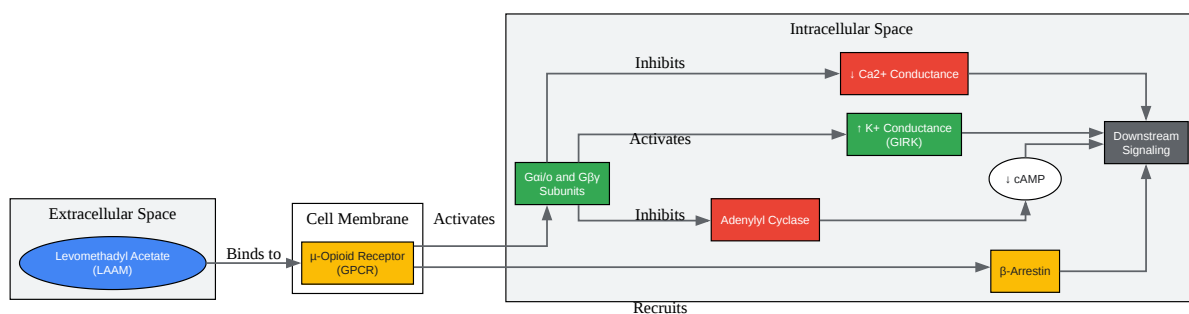 Intracellular Space
Inhibits
↓ Ca2+ Conductance
Activates
↑ K+ Conductance
(GIRK)
Downstream
Signaling
Gαi/o and Gβγ
Subunits
↓ cAMP
Extracellular Space
Cell Membrane
Activates
Inhibits
Adenylyl Cyclase
Levomethadyl Acetate
(LAAM)
Binds to
μ-Opioid Receptor
(GPCR)
β-Arrestin
Recruits